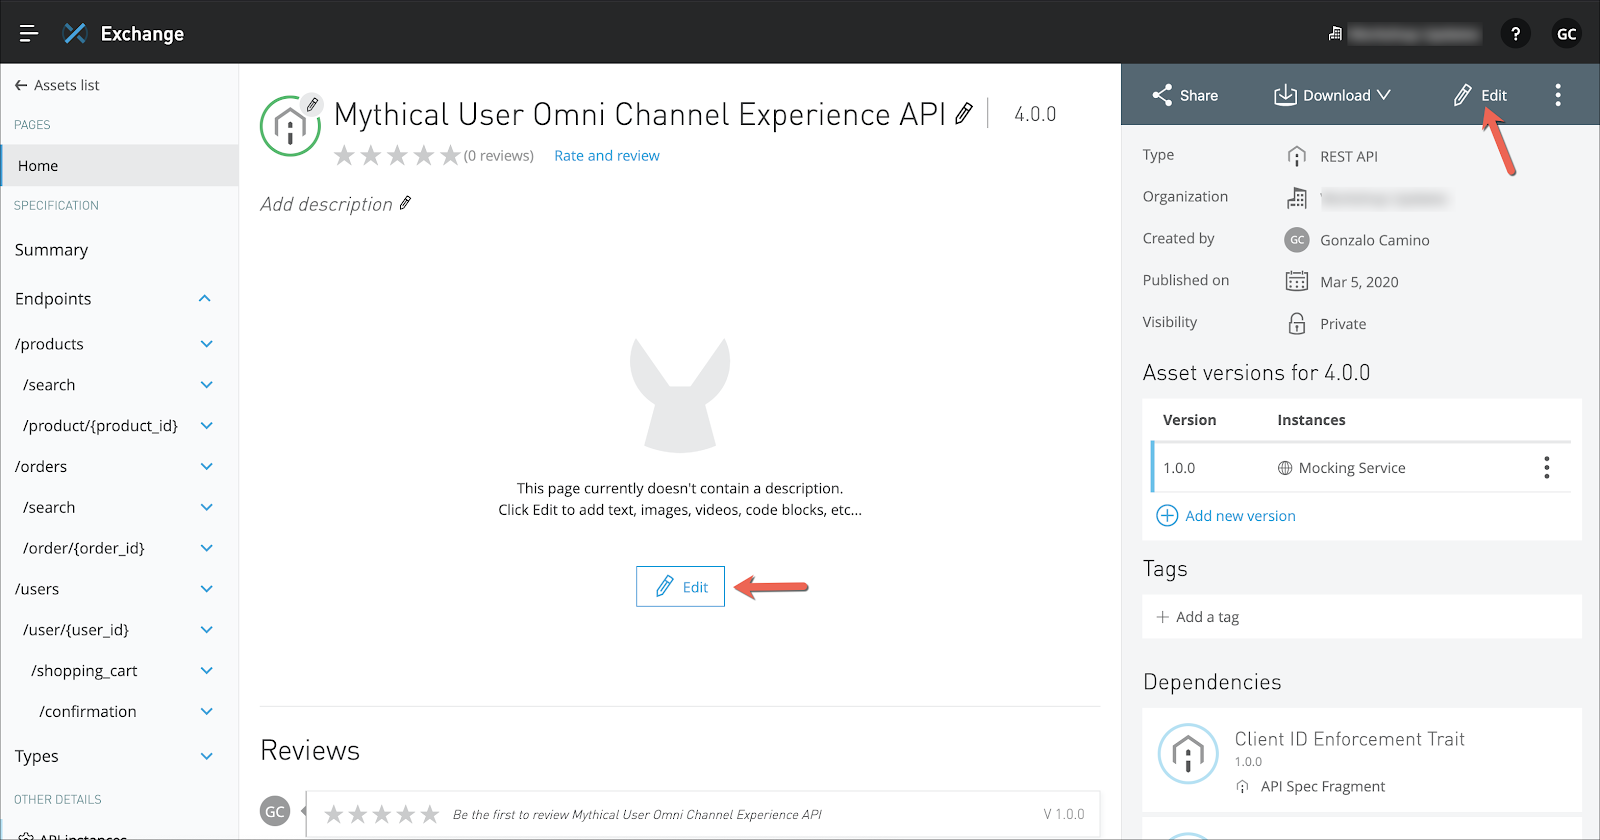 Exchange
?
GC
Assets list
PAGES
Home
SPECIFICATION
Summary
Endpoints
/products
/search
/product/{product_id}
/orders
/search
/order/{order_id}
/users
/user/{user_id}
/shopping_cart
/confirmation
Types
OTHER DETAILS
API instances
Mythical User Omni Channel Experience API
4.0.0
(0 reviews) Rate and review
Add description
This page currently doesn't contain a description.
Click Edit to add text, images, videos, code blocks, etc...
Edit
Reviews
GC
Be the first to review Mythical User Omni Channel Experience API
V 1.0.0
Share
Download
Edit
Type REST API
Organization
Created by GC Gonzalo Camino
Published on Mar 5, 2020
Visibility Private
Asset versions for 4.0.0
Version Instances
1.0.0 Mocking Service
Add new version
Tags
Add a tag
Dependencies
Client ID Enforcement Trait
1.0.0
API Spec Fragment